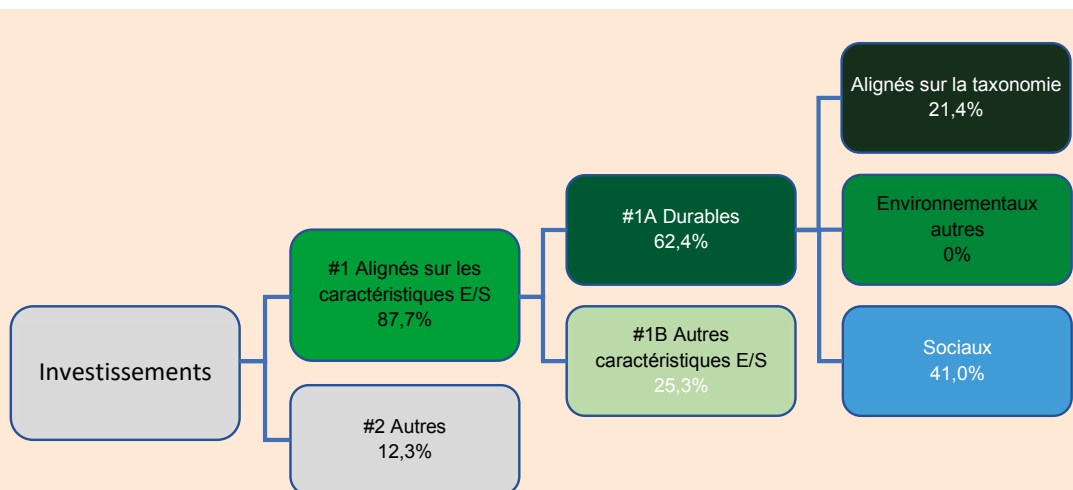 Investissements
#1 Alignés sur les
caractéristiques E/S
87,7%
#2 Autres
12,3%
#1A Durables
62,4%
#1B Autres
caractéristiques E/S
25,3%
Alignés sur la taxonomie
21,4%
Environnementaux
autres
0%
Sociaux
41,0%